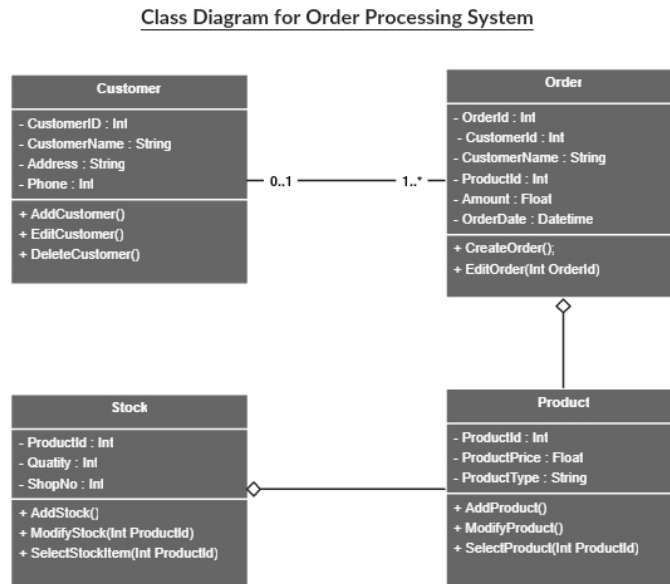 Class Diagram for Order Processing System
Customer
- CustomerID : Int
- CustomerName : String
- Address : String
- Phone : Int
+ AddCustomer()
+ EditCustomer()
+ DeleteCustomer()
0..1
1..*
Order
- OrderId : Int
- CustomerId : Int
- CustomerName : String
- ProductId : Int
- Amount : Float
- OrderDate : Datetime
+ CreateOrder();
+ EditOrder(Int OrderId)
Stock
- ProductId : Int
- Quatity : Int
- ShopNo : Int
+ AddStock()
+ ModifyStock(Int ProductId)
+ SelectStockItem(Int ProductId)
Product
- ProductId : Int
- ProductPrice : Float
- ProductType : String
+ AddProduct()
+ ModifyProduct()
+ SelectProduct(Int ProductId)